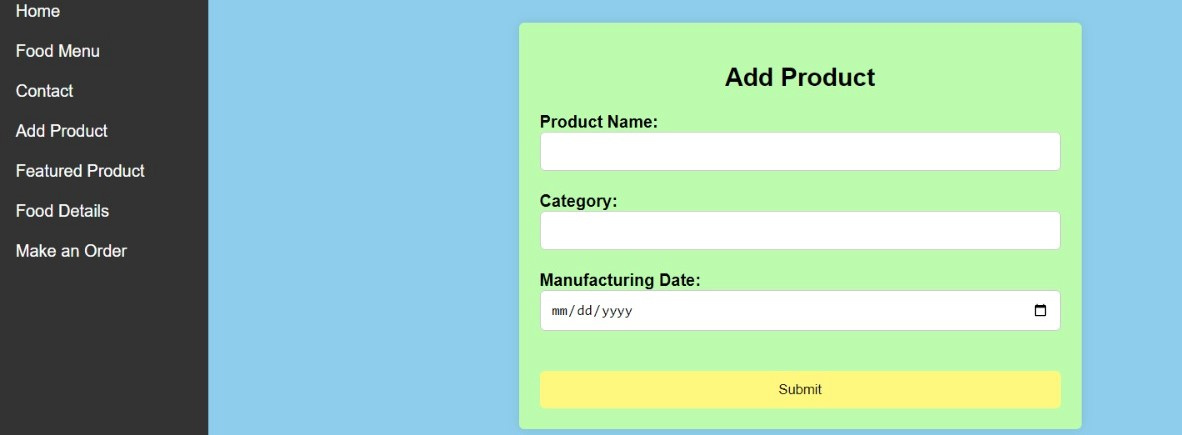 Home
Food Menu
Contact
Add Product
Featured Product
Food Details
Make an Order
Add Product
Product Name:
Category:
Manufacturing Date:
mm/dd/yyyy
Submit